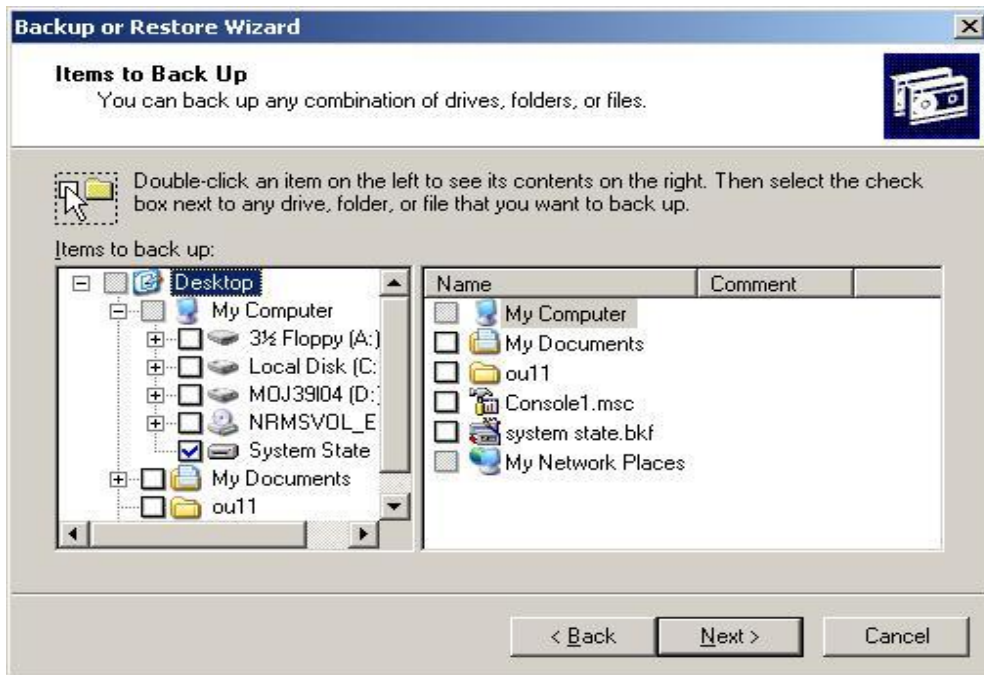 Backup or Restore Wizard
Items to Back Up
You can back up any combination of drives, folders, or files.
Double-click an item on the left to see its contents on the right. Then select the check
box next to any drive, folder, or file that you want to back up.
Items to back up:
Desktop
My Computer
3½ Floppy (A:)
Local Disk (C:
MOJ39I04 (D:)
NRMSVOL_E
System State
My Documents
ou11
Name Comment
My Computer
My Documents
ou11
Console1.msc
system state.bkf
My Network Places
< Back Next > Cancel